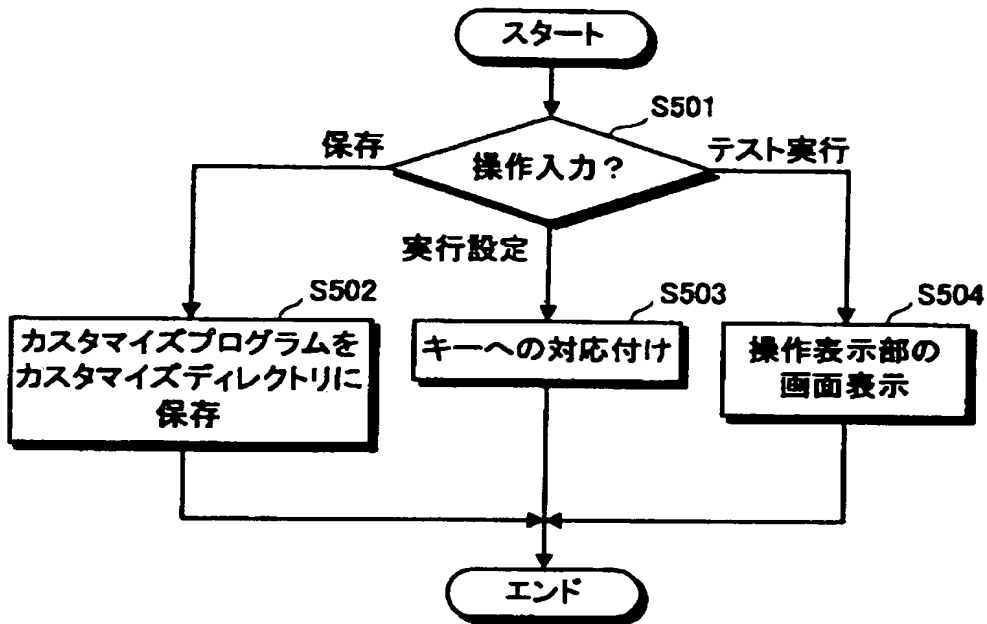 スタート
S501
保存
操作入力？
テスト実行
実行設定
S502
カスタマイズプログラムを
カスタマイズディレクトリに
保存
S503
キーへの対応付け
S504
操作表示部の
画面表示
エンド